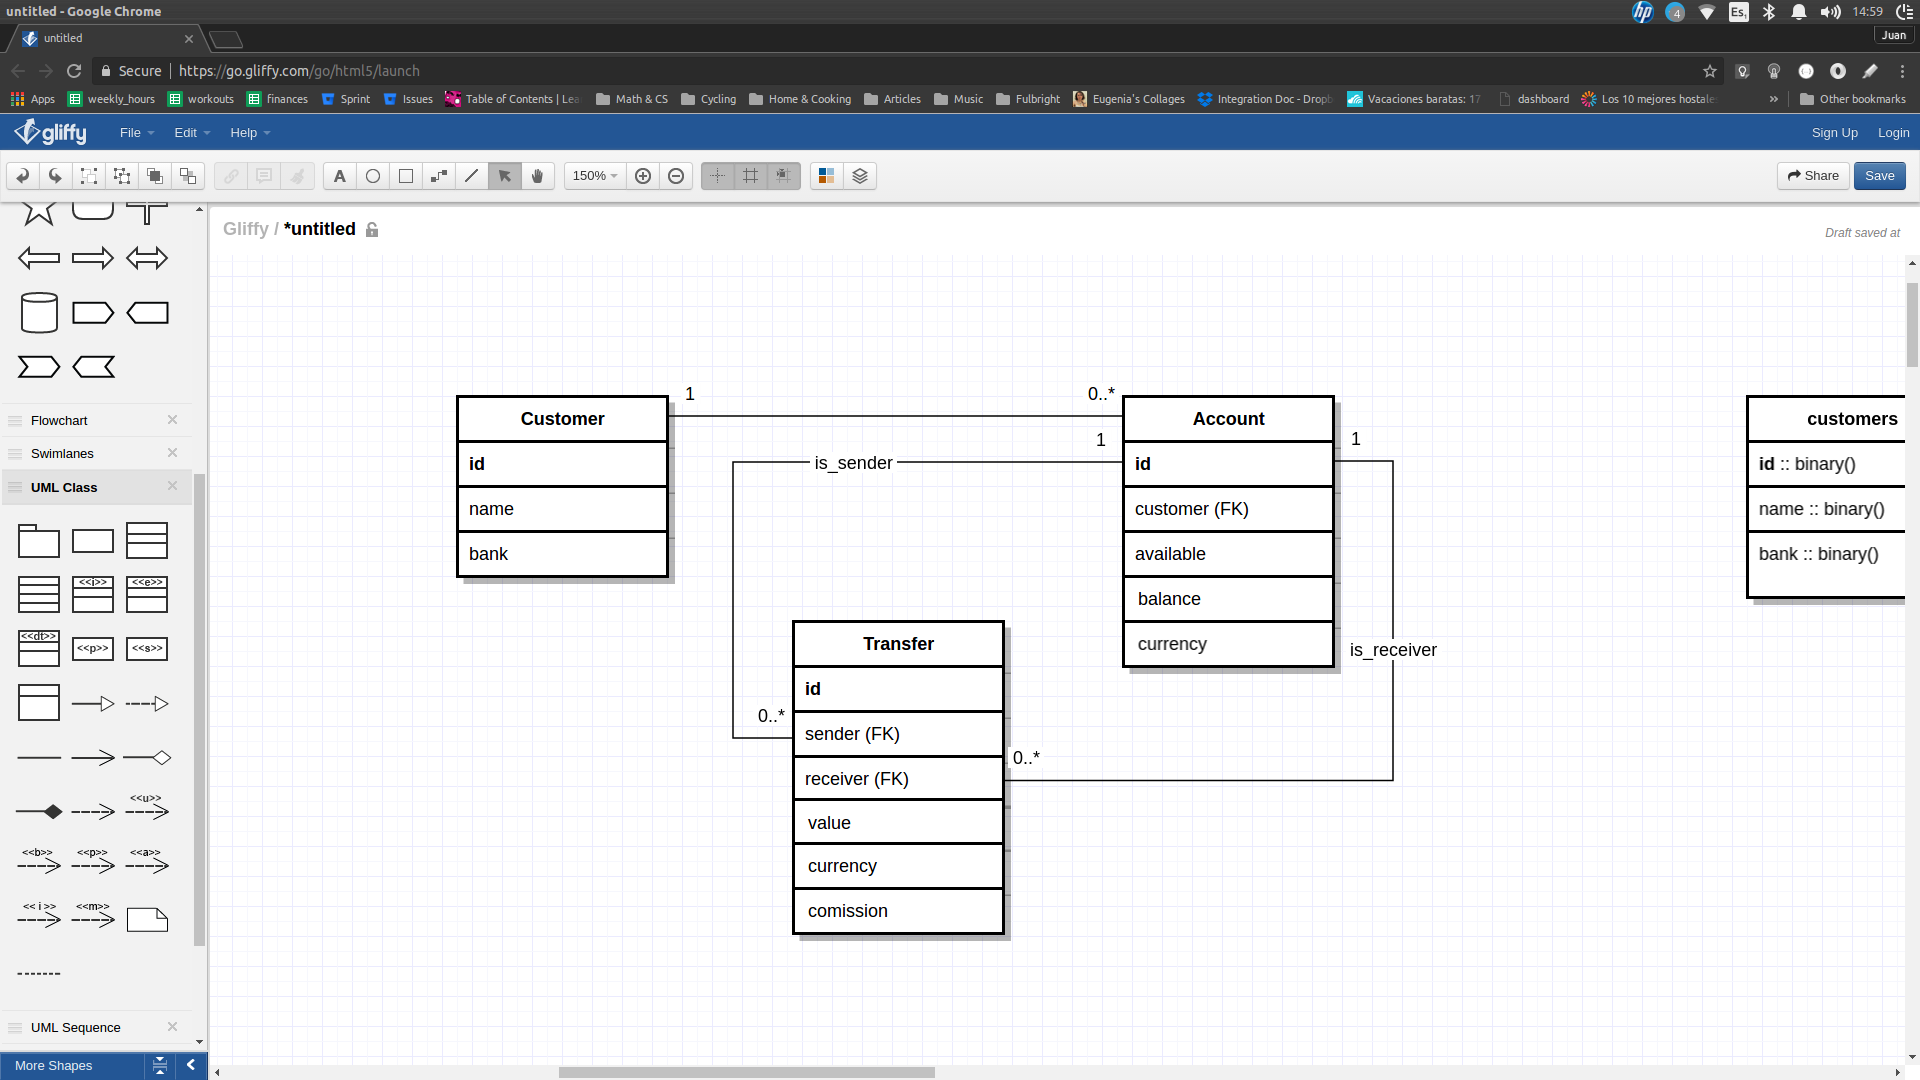 untitled - Google Chrome
4
Es
14:59
untitled
Juan
Secure
https://go.gliffy.com/go/html5/launch
Apps
weekly_hours
workouts
finances
Sprint
Issues
Table of Contents | Lea
Math & CS
Cycling
Home & Cooking
Articles
Music
Fulbright
Eugenia's Collages
Integration Doc - Dropb
Vacaciones baratas: 17
dashboard
Los 10 mejores hostale
»
Other bookmarks
gliffy
File
Edit
Help
Sign Up
Login
A
150%
Share
Save
Gliffy / *untitled
Draft saved at
Flowchart
Swimlanes
UML Class
<<i>>
<<e>>
<<dt>>
<<p>>
<<s>>
<<u>>
<<b>>
<<p>>
<<a>>
<< i >>
<<m>>
UML Sequence
More Shapes
Customer
id
name
bank
1
0..*
Account
id
customer (FK)
available
balance
currency
1
is_sender
0..*
1
is_receiver
0..*
Transfer
id
sender (FK)
receiver (FK)
value
currency
comission
customers
id :: binary()
name :: binary()
bank :: binary()